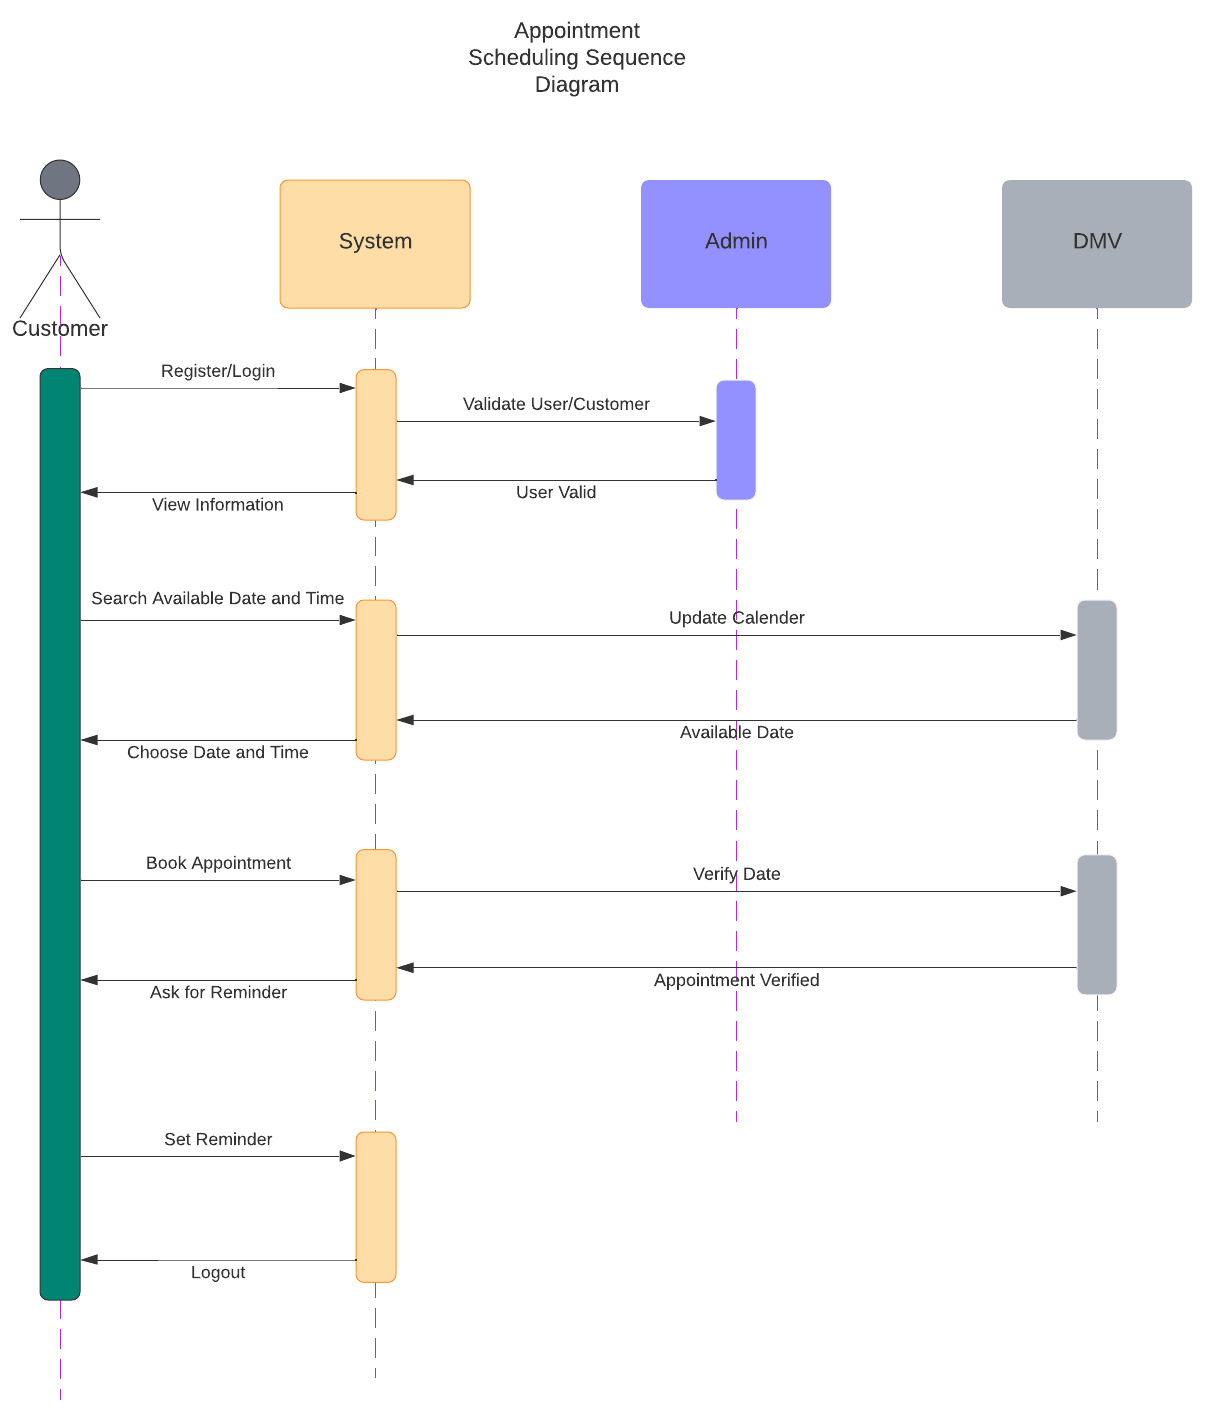 Appointment
Scheduling Sequence
Diagram
System
Admin
DMV
Customer
Register/Login
Validate User/Customer
User Valid
View Information
Search Available Date and Time
Update Calender
Available Date
Choose Date and Time
Book Appointment
Verify Date
Appointment Verified
Ask for Reminder
Set Reminder
Logout